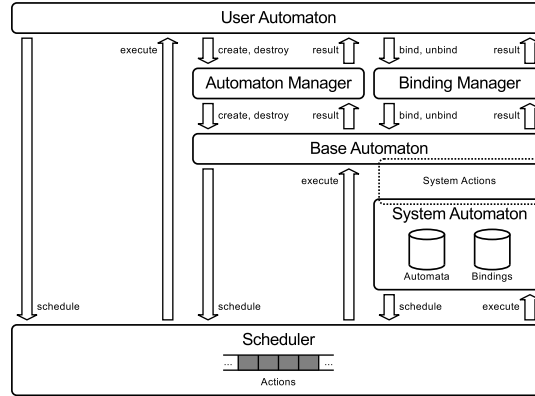 User Automaton
execute
create, destroy
result
bind, unbind
result
Automaton Manager
Binding Manager
create, destroy
result
bind, unbind
result
Base Automaton
execute
System Actions
System Automaton
Automata
Bindings
schedule
schedule
schedule
execute
Scheduler
... ...
Actions